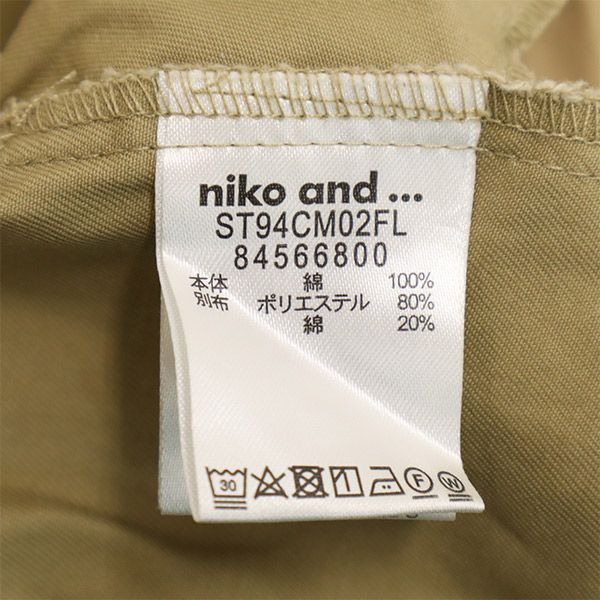 niko and ...
ST94CM02FL
84566800
本体 綿 100%
別布 ポリエステル 80%
綿 20%
30 F W